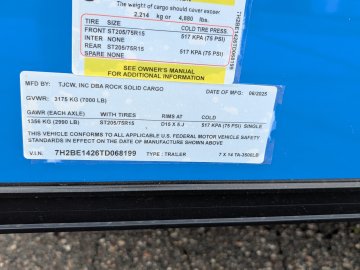 The weight of cargo should never exceed
2,214 kg or 4,880 lbs.
TIRE SIZE COLD TIRE PRESS.
FRONT ST205/75R15 517 KPA (75 PSI)
INTER NONE
REAR ST205/75R15 517 KPA (75 PSI)
SPARE NONE
SEE OWNER'S MANUAL
FOR ADDITIONAL INFORMATION
MFD BY: TJCW, INC DBA ROCK SOLID CARGO DATE OF MFG: 06/2025
GVWR: 3175 KG (7000 LB)
GAWR (EACH AXLE) WITH TIRES RIMS AT COLD
1356 KG (2990 LB) ST205/75R15 D15 X 5 J 517 KPA (75 PSI) SINGLE
THIS VEHICLE CONFORMS TO ALL APPLICABLE U.S. FEDERAL MOTOR VEHICLE SAFETY
STANDARDS IN EFFECT ON THE DATE OF MANUFACTURE SHOWN ABOVE
V.I.N.: 7H2BE1426TD068199 TYPE: TRAILER 7 X 14 TA-3500LB